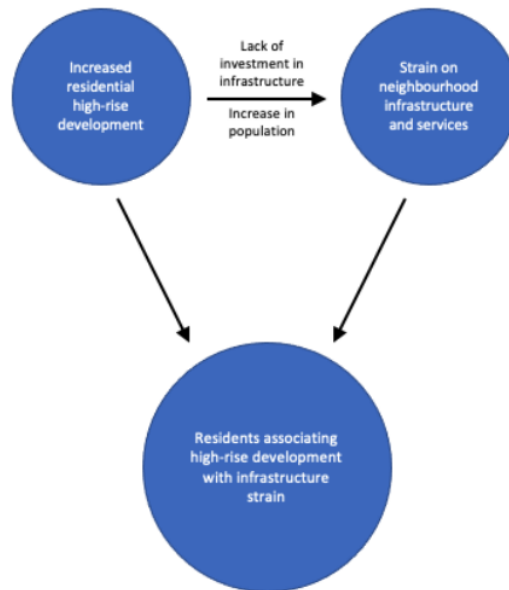 Increased
residential
high-rise
development
Lack of
investment in
infrastructure
Increase in
population
Strain on
neighbourhood
infrastructure
and services
Residents associating
high-rise development
with infrastructure
strain